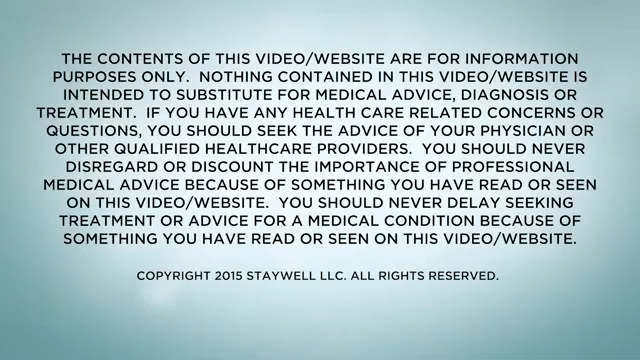 THE CONTENTS OF THIS VIDEO/WEBSITE ARE FOR INFORMATION
PURPOSES ONLY.  NOTHING CONTAINED IN THIS VIDEO/WEBSITE IS
INTENDED TO SUBSTITUTE FOR MEDICAL ADVICE, DIAGNOSIS OR
TREATMENT.  IF YOU HAVE ANY HEALTH CARE RELATED CONCERNS OR
QUESTIONS, YOU SHOULD SEEK THE ADVICE OF YOUR PHYSICIAN OR
OTHER QUALIFIED HEALTHCARE PROVIDERS.  YOU SHOULD NEVER
DISREGARD OR DISCOUNT THE IMPORTANCE OF PROFESSIONAL
MEDICAL ADVICE BECAUSE OF SOMETHING YOU HAVE READ OR SEEN
ON THIS VIDEO/WEBSITE.  YOU SHOULD NEVER DELAY SEEKING
TREATMENT OR ADVICE FOR A MEDICAL CONDITION BECAUSE OF
SOMETHING YOU HAVE READ OR SEEN ON THIS VIDEO/WEBSITE.
COPYRIGHT 2015 STAYWELL LLC. ALL RIGHTS RESERVED.